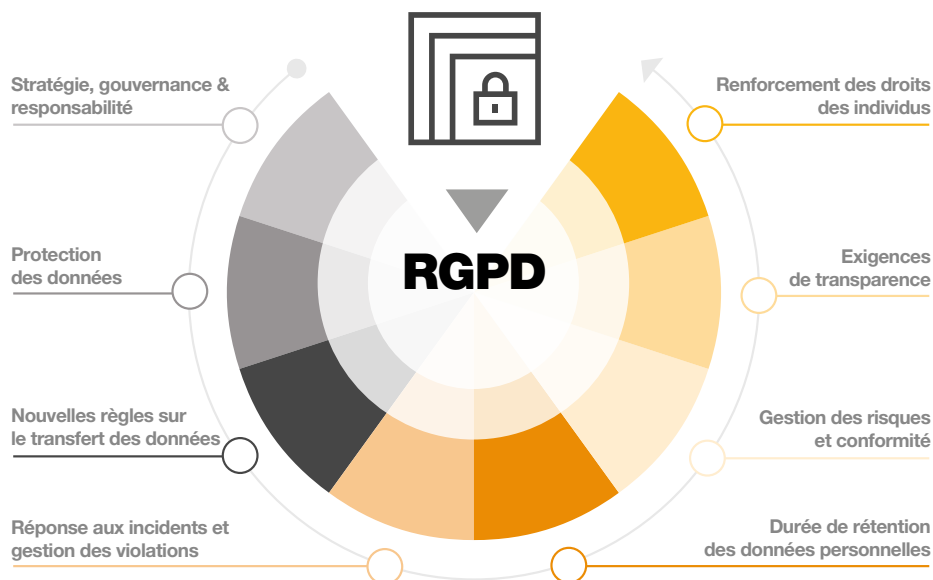 Stratégie, gouvernance &
responsabilité
Protection
des données
Nouvelles règles sur
le transfert des données
Réponse aux incidents et
gestion des violations
RGPD
Renforcement des droits
des individus
Exigences
de transparence
Gestion des risques
et conformité
Durée de rétention
des données personnelles